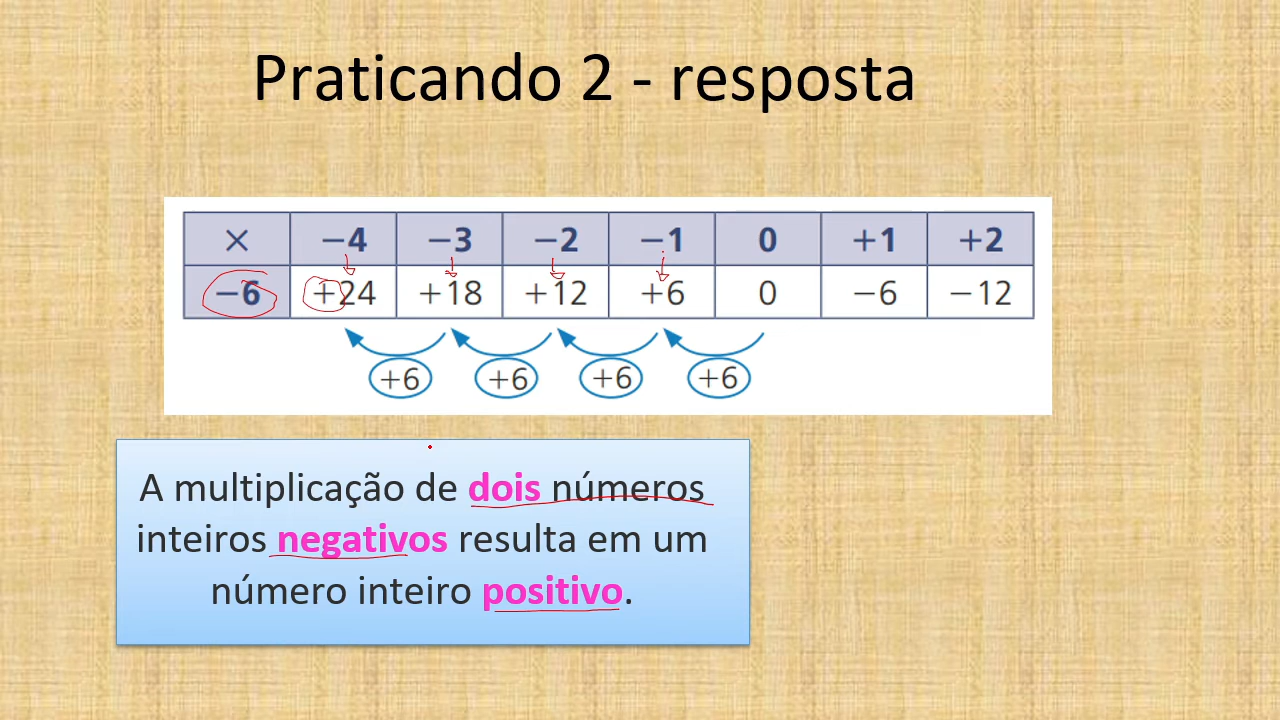 Praticando 2 - resposta
× −4 −3 −2 −1 0 +1 +2
−6 +24 +18 +12 +6 0 −6 −12
+6 +6 +6 +6
A multiplicação de dois números
inteiros negativos resulta em um
número inteiro positivo.